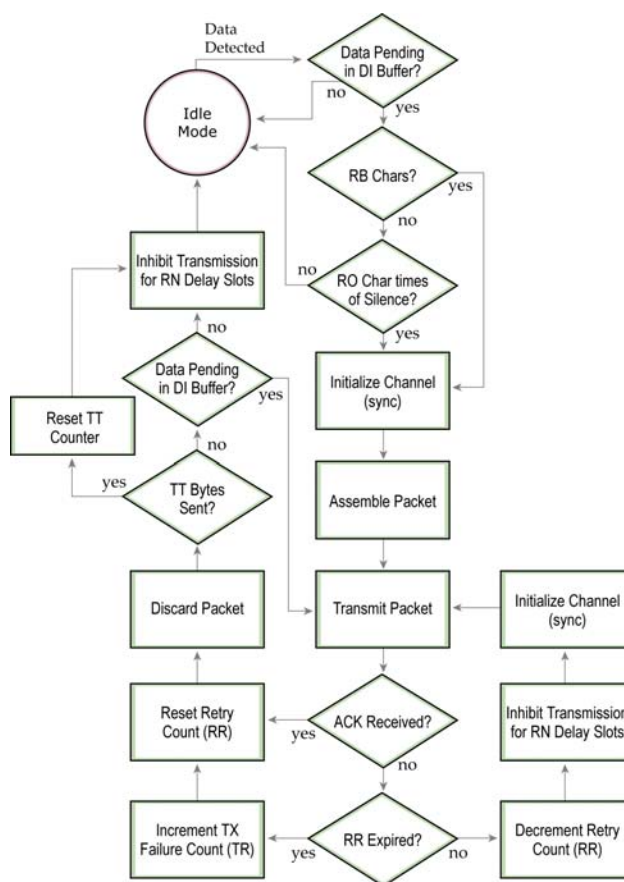 Data
Detected
Data Pending
in DI Buffer?
no
yes
Idle
Mode
RB Chars?
yes
no
Inhibit Transmission
for RN Delay Slots
no
RO Char times
of Silence?
yes
no
Data Pending
in DI Buffer?
yes
Initialize Channel
(sync)
Reset TT
Counter
no
yes
TT Bytes
Sent?
Assemble Packet
Discard Packet
Transmit Packet
Initialize Channel
(sync)
Reset Retry
Count (RR)
yes
ACK Received?
no
Inhibit Transmission
for RN Delay Slots
Increment TX
Failure Count (TR)
yes
RR Expired?
no
Decrement Retry
Count (RR)